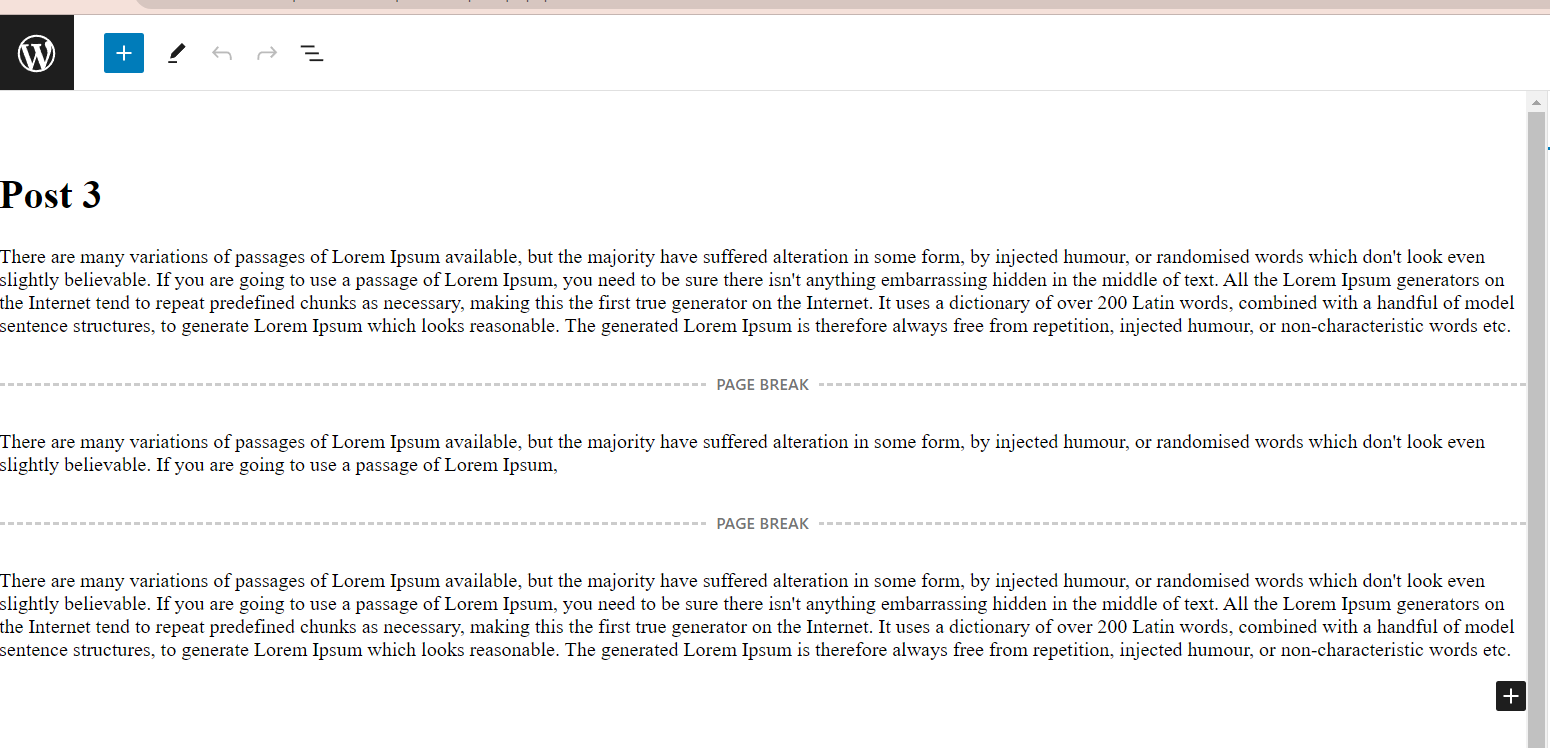 Post 3
There are many variations of passages of Lorem Ipsum available, but the majority have suffered alteration in some form, by injected humour, or randomised words which don't look even
slightly believable. If you are going to use a passage of Lorem Ipsum, you need to be sure there isn't anything embarrassing hidden in the middle of text. All the Lorem Ipsum generators on
the Internet tend to repeat predefined chunks as necessary, making this the first true generator on the Internet. It uses a dictionary of over 200 Latin words, combined with a handful of model
sentence structures, to generate Lorem Ipsum which looks reasonable. The generated Lorem Ipsum is therefore always free from repetition, injected humour, or non-characteristic words etc.
PAGE BREAK
There are many variations of passages of Lorem Ipsum available, but the majority have suffered alteration in some form, by injected humour, or randomised words which don't look even
slightly believable. If you are going to use a passage of Lorem Ipsum,
PAGE BREAK
There are many variations of passages of Lorem Ipsum available, but the majority have suffered alteration in some form, by injected humour, or randomised words which don't look even
slightly believable. If you are going to use a passage of Lorem Ipsum, you need to be sure there isn't anything embarrassing hidden in the middle of text. All the Lorem Ipsum generators on
the Internet tend to repeat predefined chunks as necessary, making this the first true generator on the Internet. It uses a dictionary of over 200 Latin words, combined with a handful of model
sentence structures, to generate Lorem Ipsum which looks reasonable. The generated Lorem Ipsum is therefore always free from repetition, injected humour, or non-characteristic words etc.